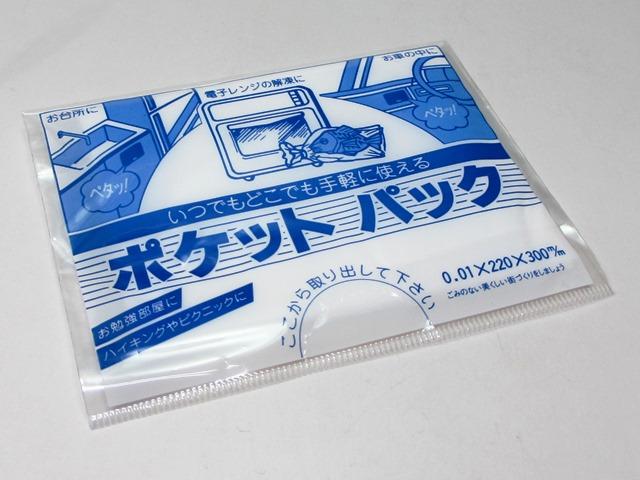 お台所に
電子レンジの解凍に
お車の中に
ペタッ!
ペタッ!
いつでもどこでも手軽に使える
ポケット パック
0.01×220×300㎜
ごみのない美くしい街づくりをしましょう
お勉強部屋に
ハイキングやピクニックに
ここから取り出して下さい